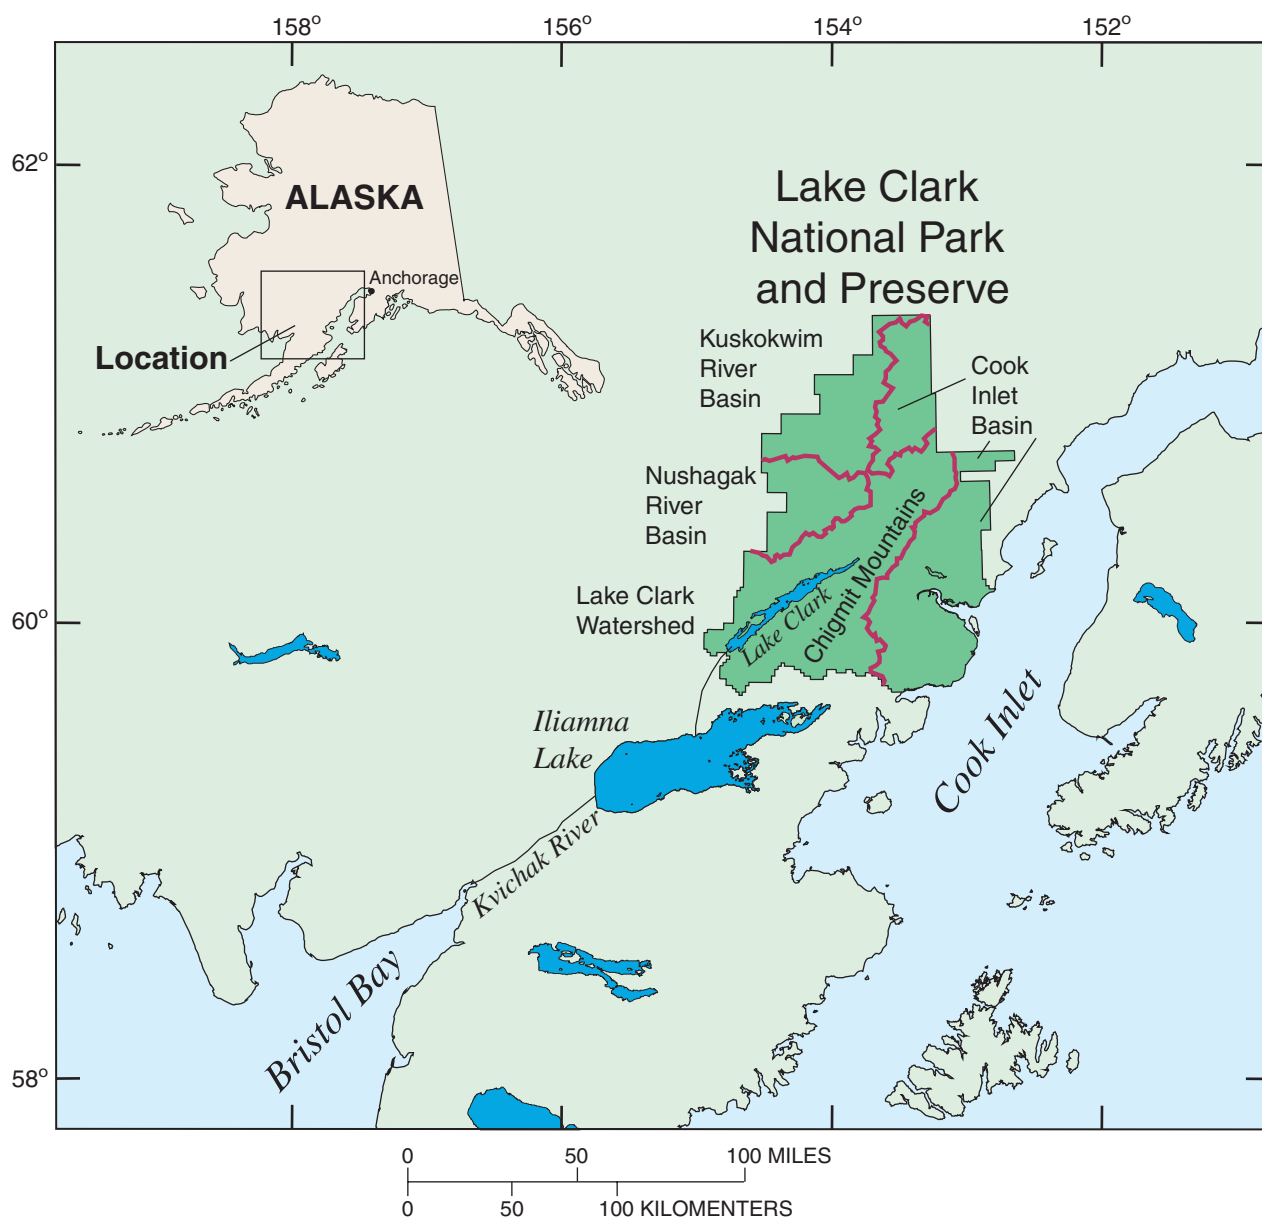 158°
156°
154°
152°
62°
60°
58°
ALASKA
Anchorage
Location
Lake Clark
National Park
and Preserve
Kuskokwim
River
Basin
Cook
Inlet
Basin
Nushagak
River
Basin
Lake Clark
Watershed
Lake Clark
Chigmit Mountains
Iliamna
Lake
Cook Inlet
Kvichak River
Bristol Bay
0 50 100 MILES
0 50 100 KILOMENTERS